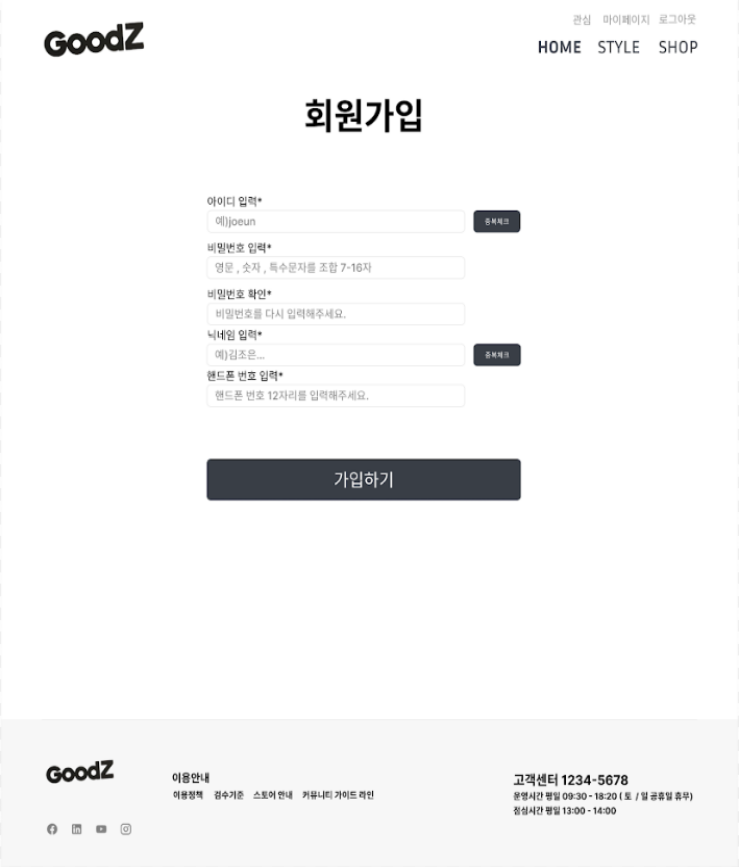 관심 마이페이지 로그아웃
GoodZ
HOME STYLE SHOP
회원가입
아이디 입력*
예)joeun
중복체크
비밀번호 입력*
영문 , 숫자 , 특수문자를 조합 7-16자
비밀번호 확인*
비밀번호를 다시 입력해주세요.
닉네임 입력*
예)김조은...
중복체크
핸드폰 번호 입력*
핸드폰 번호 12자리를 입력해주세요.
가입하기
GoodZ
이용안내
이용정책 검수기준 스토어 안내 커뮤니티 가이드 라인
고객센터 1234-5678
운영시간 평일 09:30 - 18:20 ( 토 / 일 공휴일 휴무)
점심시간 평일 13:00 - 14:00